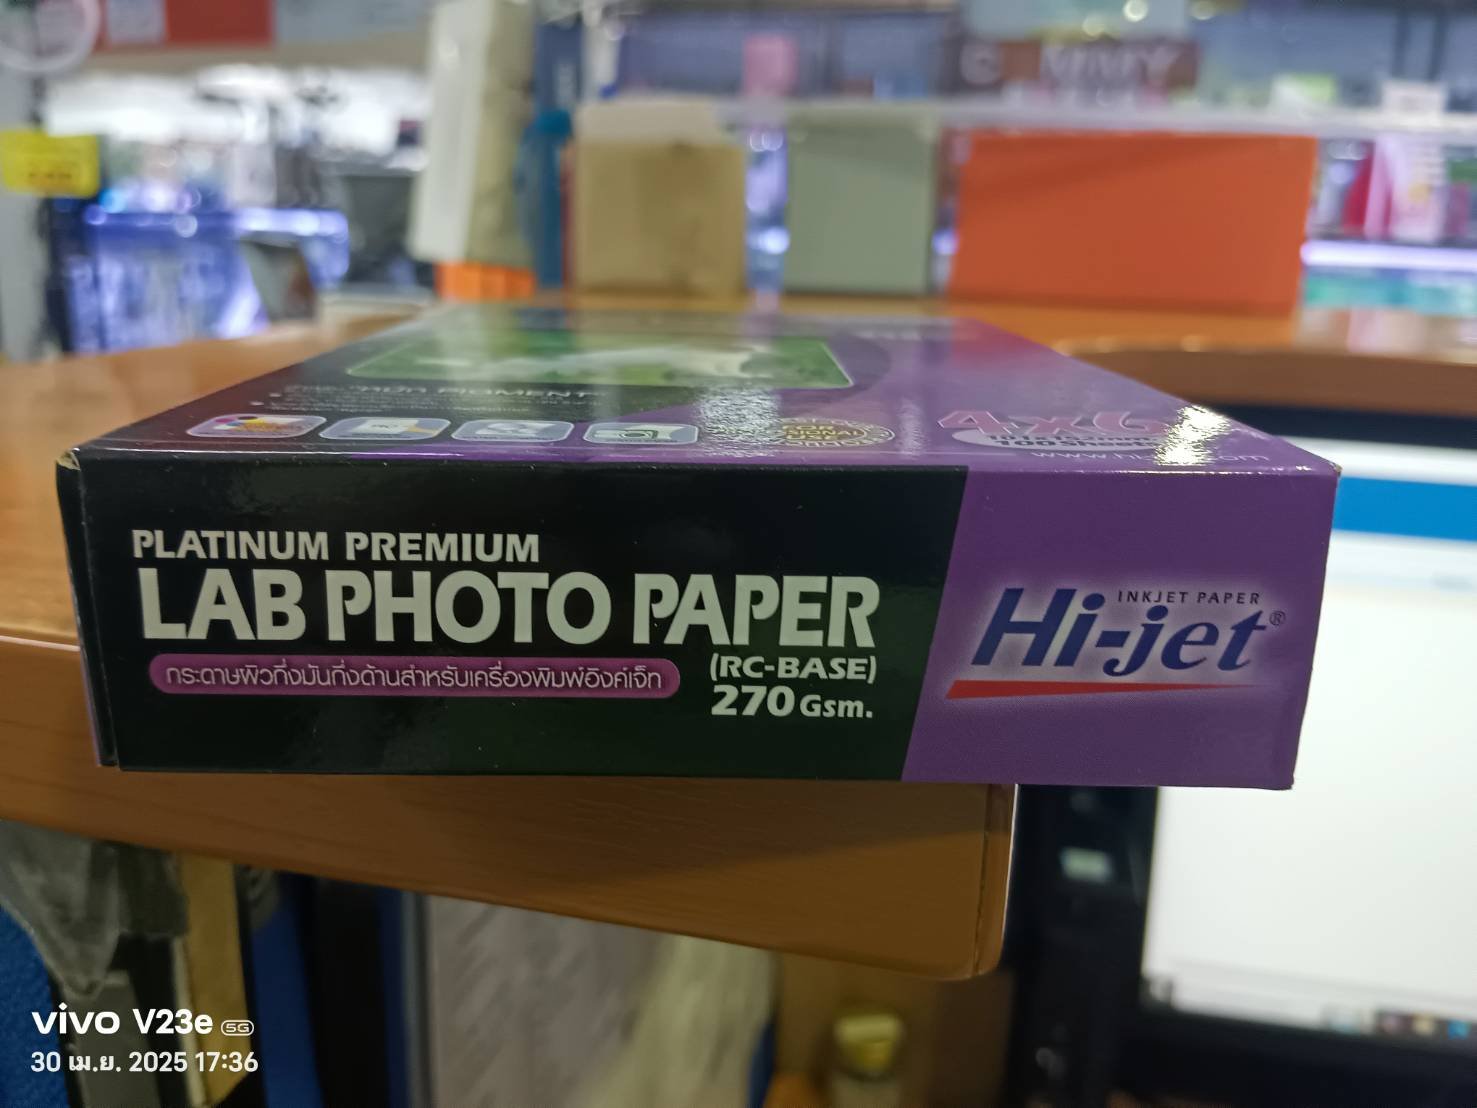 4x6
PLATINUM PREMIUM
LAB PHOTO PAPER
กระดาษผิวกึ่งมันกึ่งด้านสำหรับเครื่องพิมพ์อิงค์เจ็ท
(RC-BASE)
270 Gsm.
INKJET PAPER
Hi-jet®
vivo V23e 5G
30 เม.ย. 2025 17:36